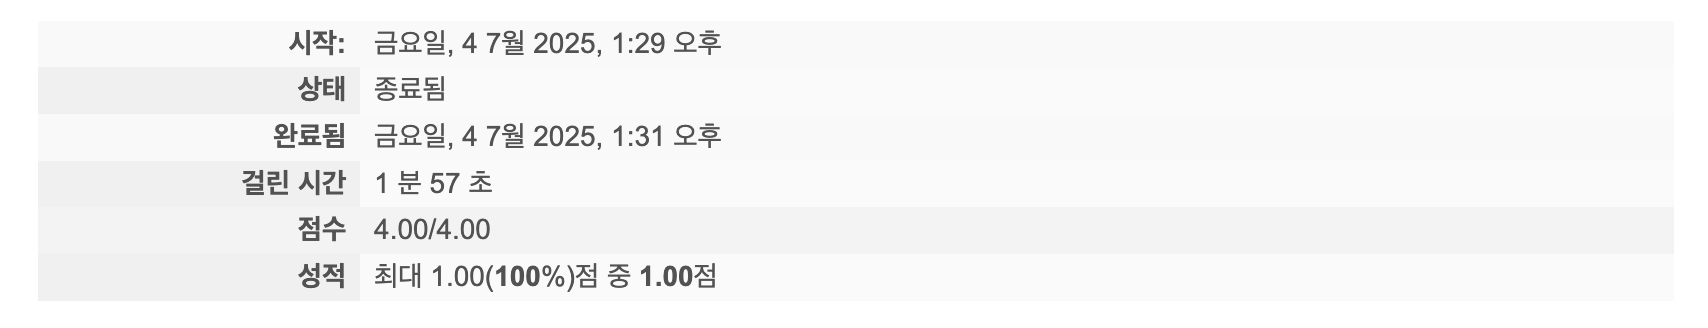 시작: 금요일, 4 7월 2025, 1:29 오후
상태 종료됨
완료됨 금요일, 4 7월 2025, 1:31 오후
걸린 시간 1 분 57 초
점수 4.00/4.00
성적 최대 1.00(100%)점 중 1.00점